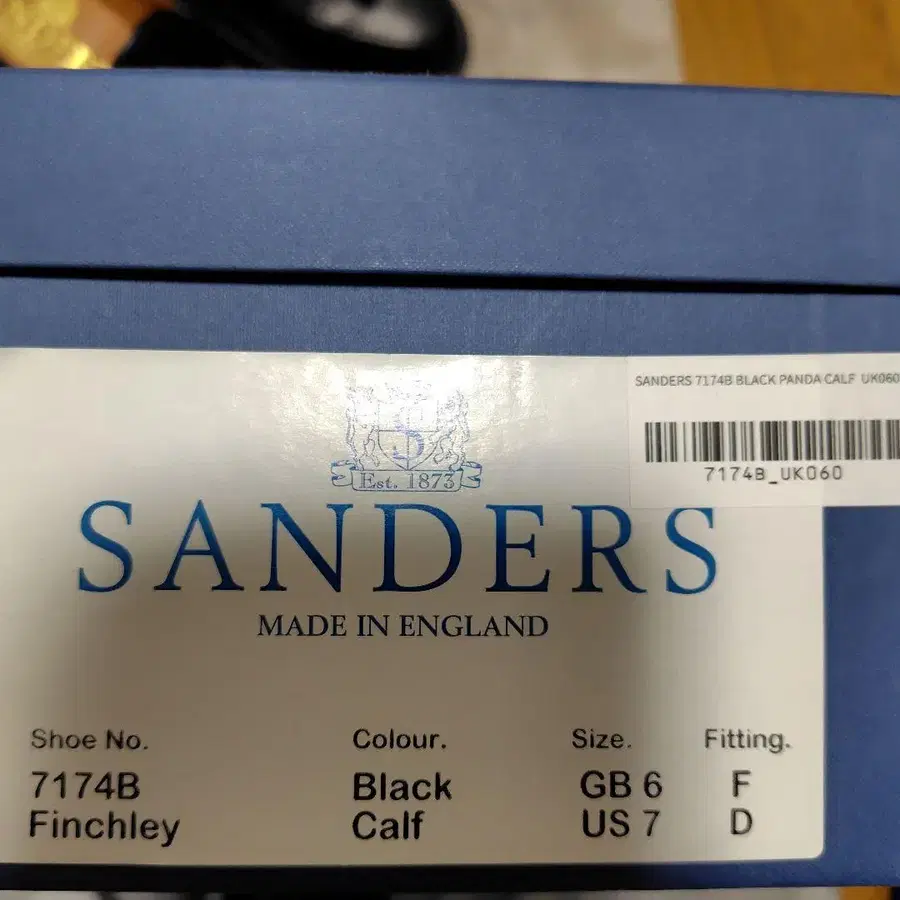 SANDERS 7174B BLACK PANDA CALF UK060
7174B_UK060
S
Est. 1873
SANDERS
MADE IN ENGLAND
Shoe No. Colour. Size. Fitting.
7174B Black GB 6 F
Finchley Calf US 7 D